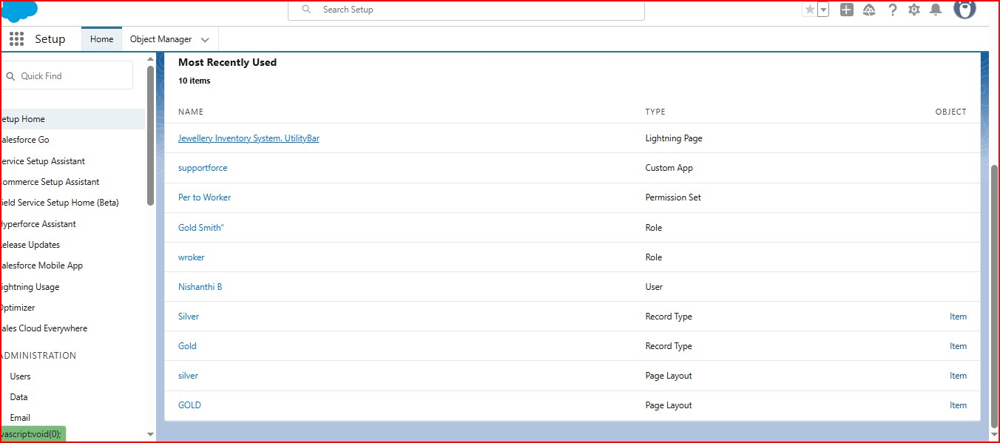 Search Setup
Setup
Home
Object Manager
Quick Find
etup Home
alesforce Go
ervice Setup Assistant
ommerce Setup Assistant
ield Service Setup Home (Beta)
yperforce Assistant
elease Updates
alesforce Mobile App
ightning Usage
Optimizer
ales Cloud Everywhere
ADMINISTRATION
Users
Data
Email
vascript:void(0);
Most Recently Used
10 items
NAME TYPE OBJECT
Jewellery Inventory System. UtilityBar Lightning Page
supportforce Custom App
Per to Worker Permission Set
Gold Smith" Role
wroker Role
Nishanthi B User
Silver Record Type Item
Gold Record Type Item
silver Page Layout Item
GOLD Page Layout Item